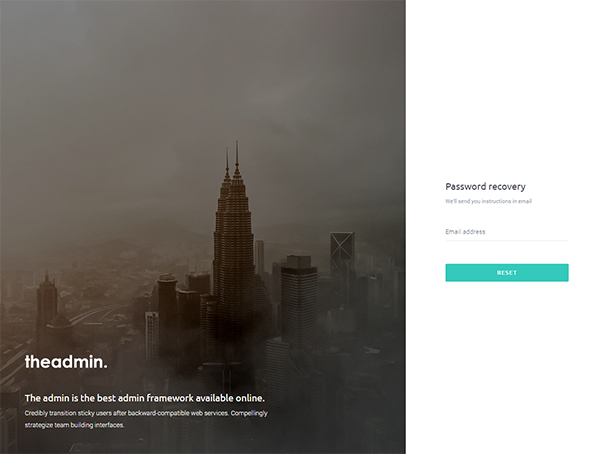 theadmin.
The admin is the best admin framework available online.
Credibly transition sticky users after backward-compatible web services. Compellingly
strategize team building interfaces.
Password recovery
We'll send you instructions in email
Email address
RESET